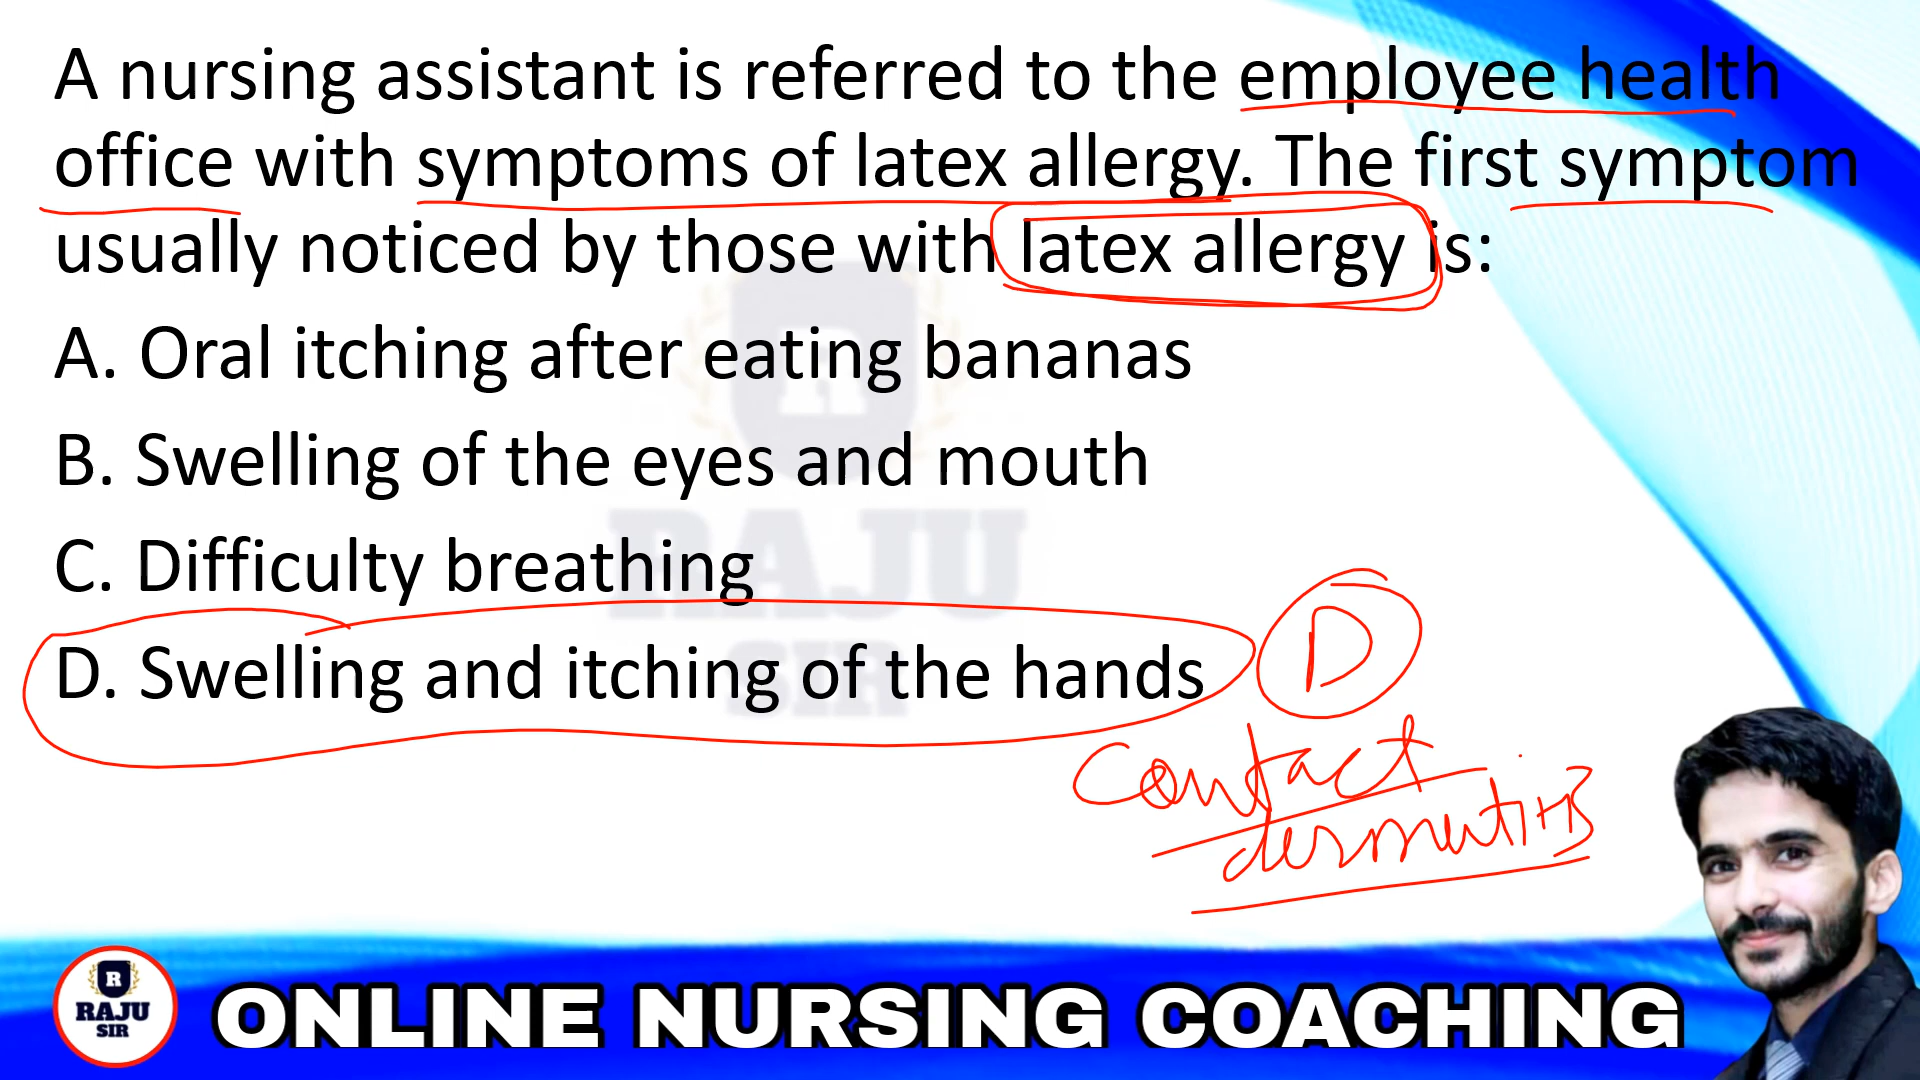 A nursing assistant is referred to the employee health
office with symptoms of latex allergy. The first symptom
usually noticed by those with latex allergy is:
A. Oral itching after eating bananas
B. Swelling of the eyes and mouth
C. Difficulty breathing
D. Swelling and itching of the hands
D
Contact
dermatitis
R
RAJU
SIR
R
RAJU
SIR
ONLINE NURSING COACHING